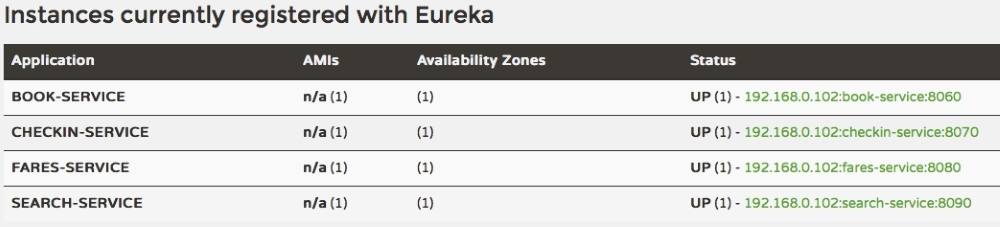 Instances currently registered with Eureka
Application AMIs Availability Zones Status
BOOK-SERVICE n/a (1) (1) UP (1) - 192.168.0.102:book-service:8060
CHECKIN-SERVICE n/a (1) (1) UP (1) - 192.168.0.102:checkin-service:8070
FARES-SERVICE n/a (1) (1) UP (1) - 192.168.0.102:fares-service:8080
SEARCH-SERVICE n/a (1) (1) UP (1) - 192.168.0.102:search-service:8090